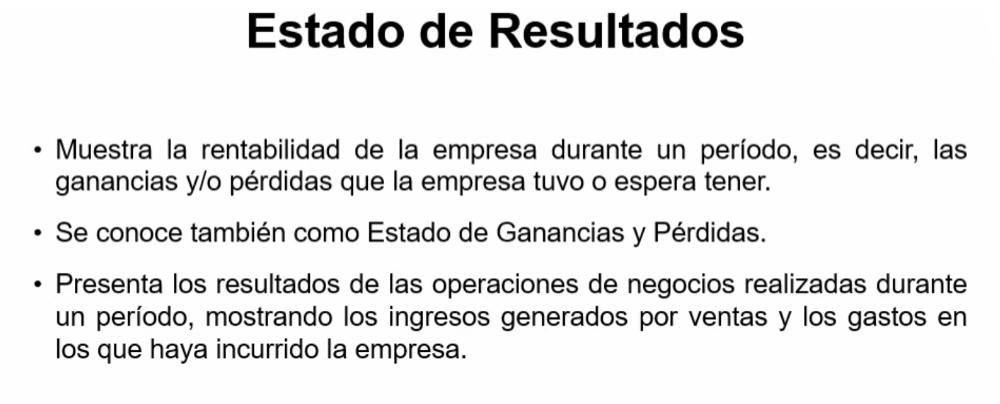 Estado de Resultados
• Muestra la rentabilidad de la empresa durante un período, es decir, las
ganancias y/o pérdidas que la empresa tuvo o espera tener.
• Se conoce también como Estado de Ganancias y Pérdidas.
• Presenta los resultados de las operaciones de negocios realizadas durante
un período, mostrando los ingresos generados por ventas y los gastos en
los que haya incurrido la empresa.